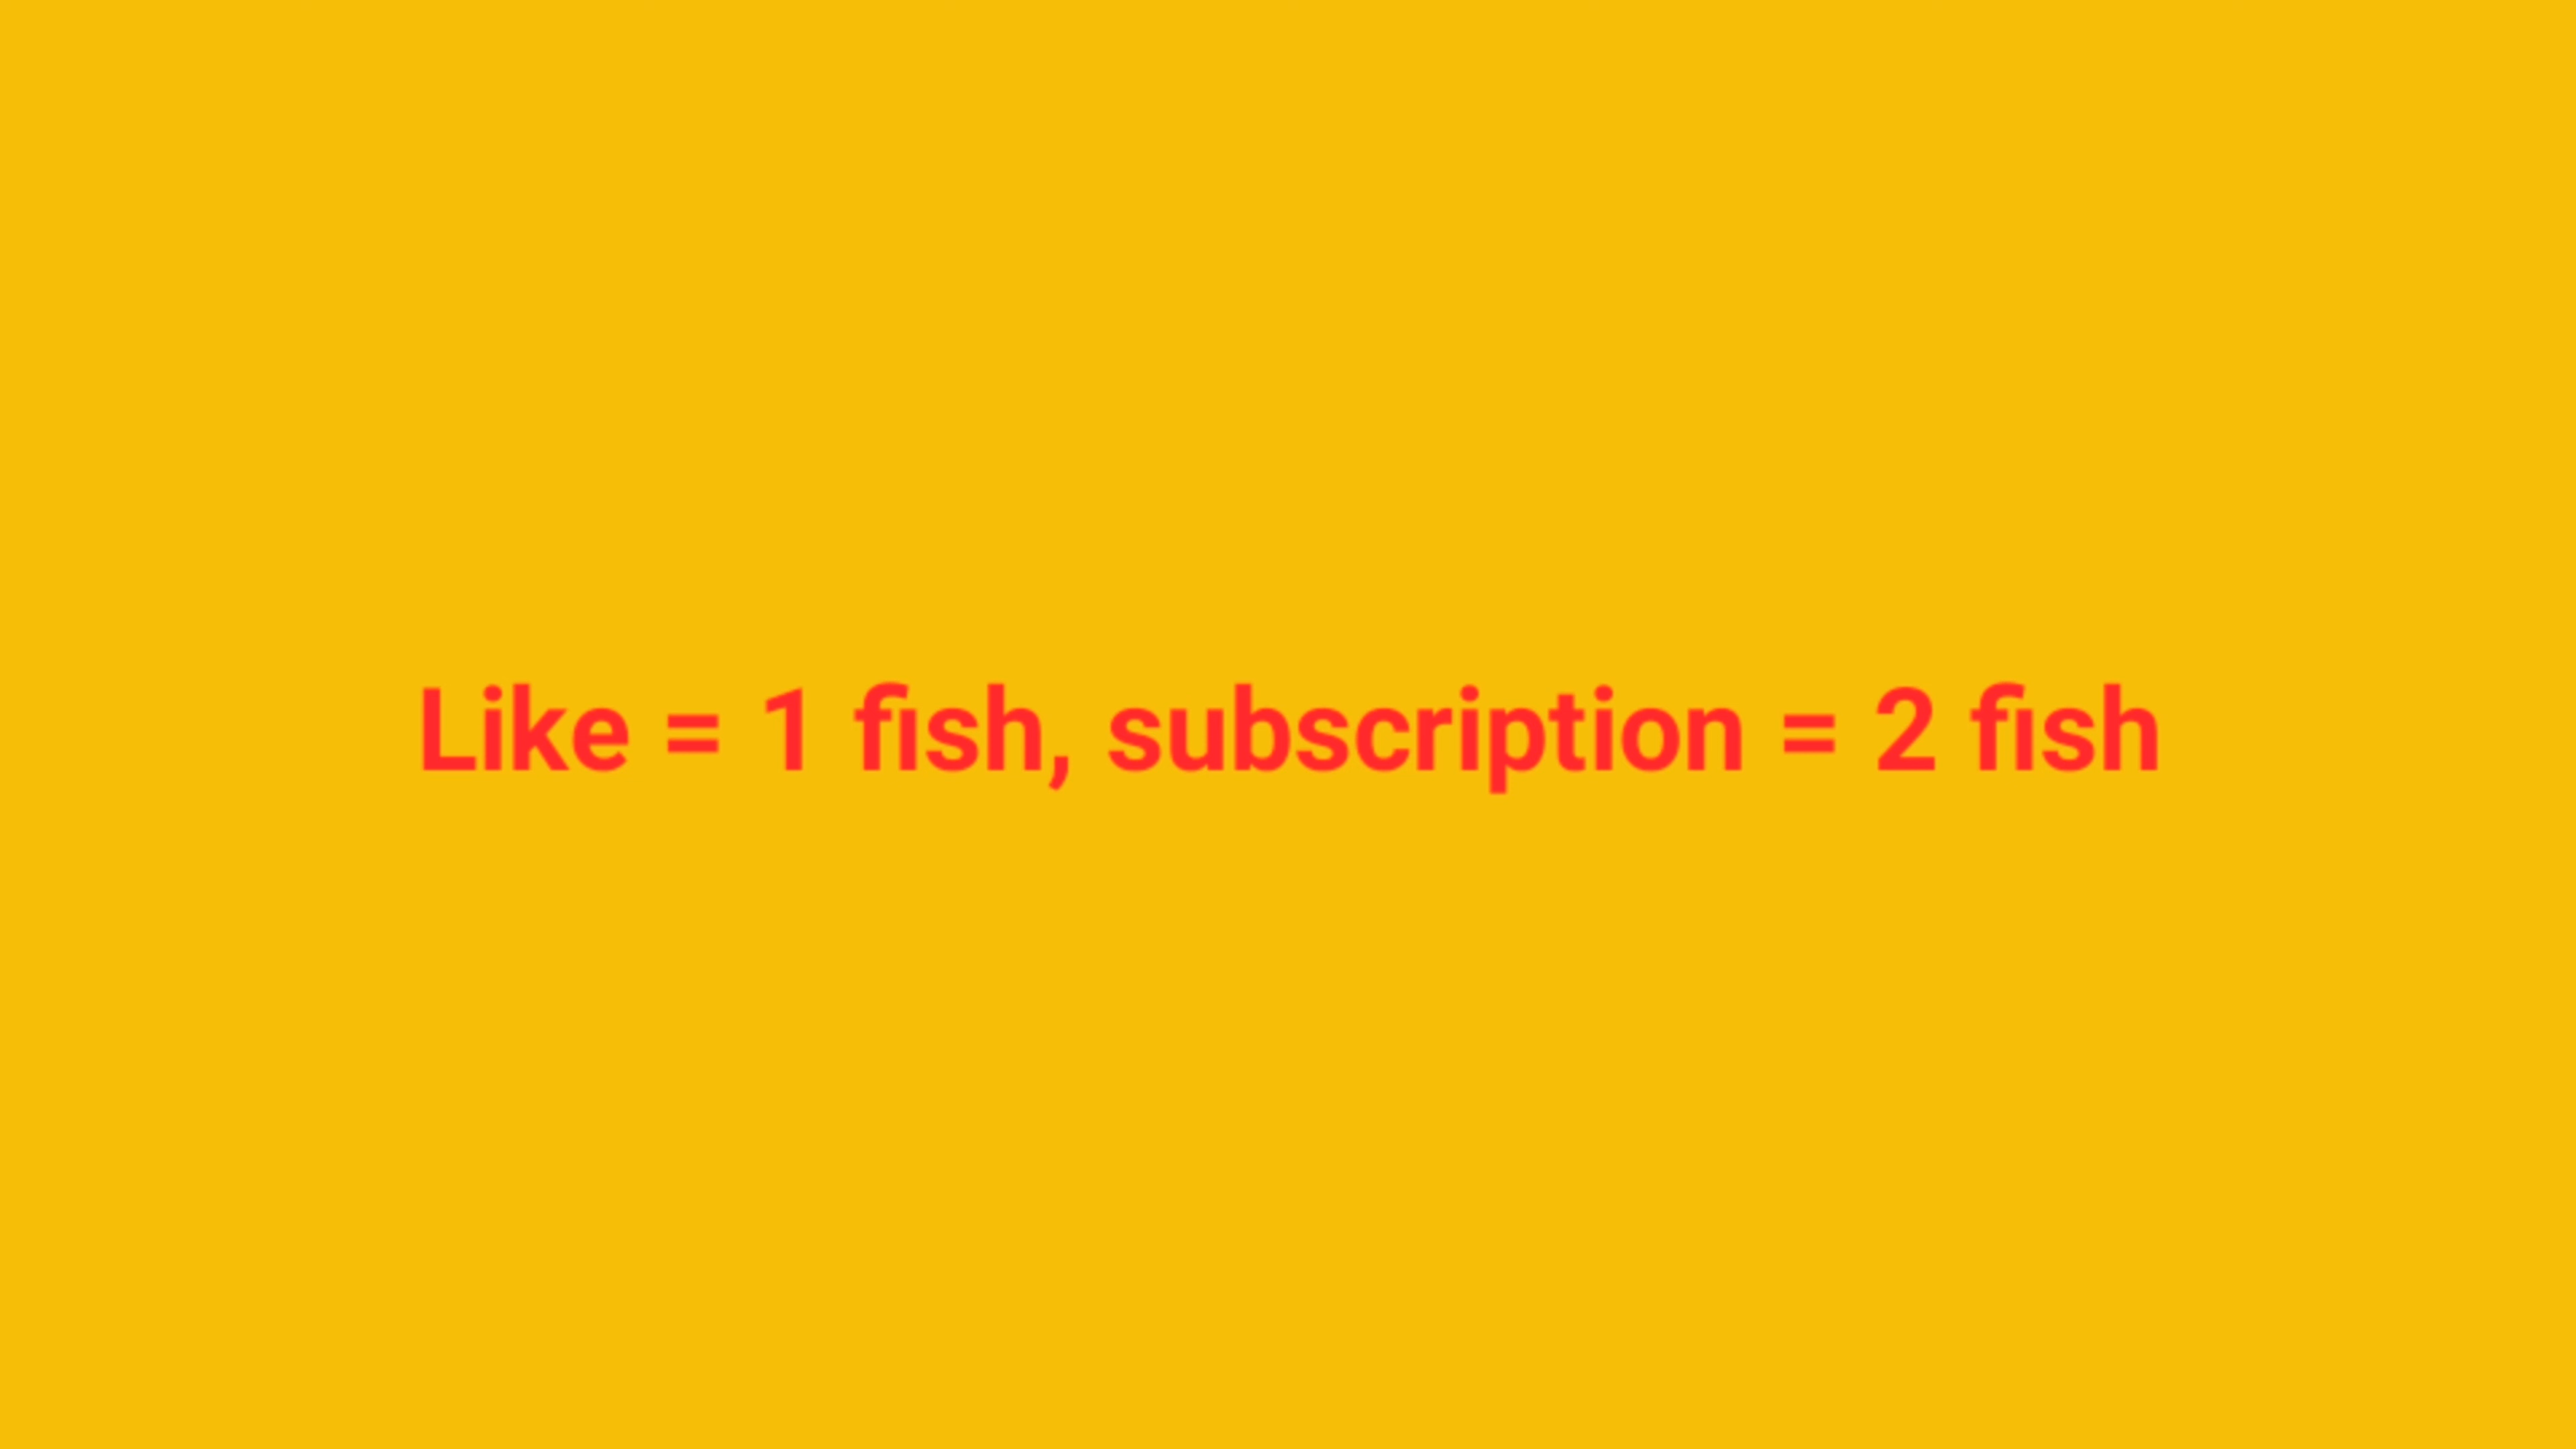 Like = 1 fish, subscription = 2 fish